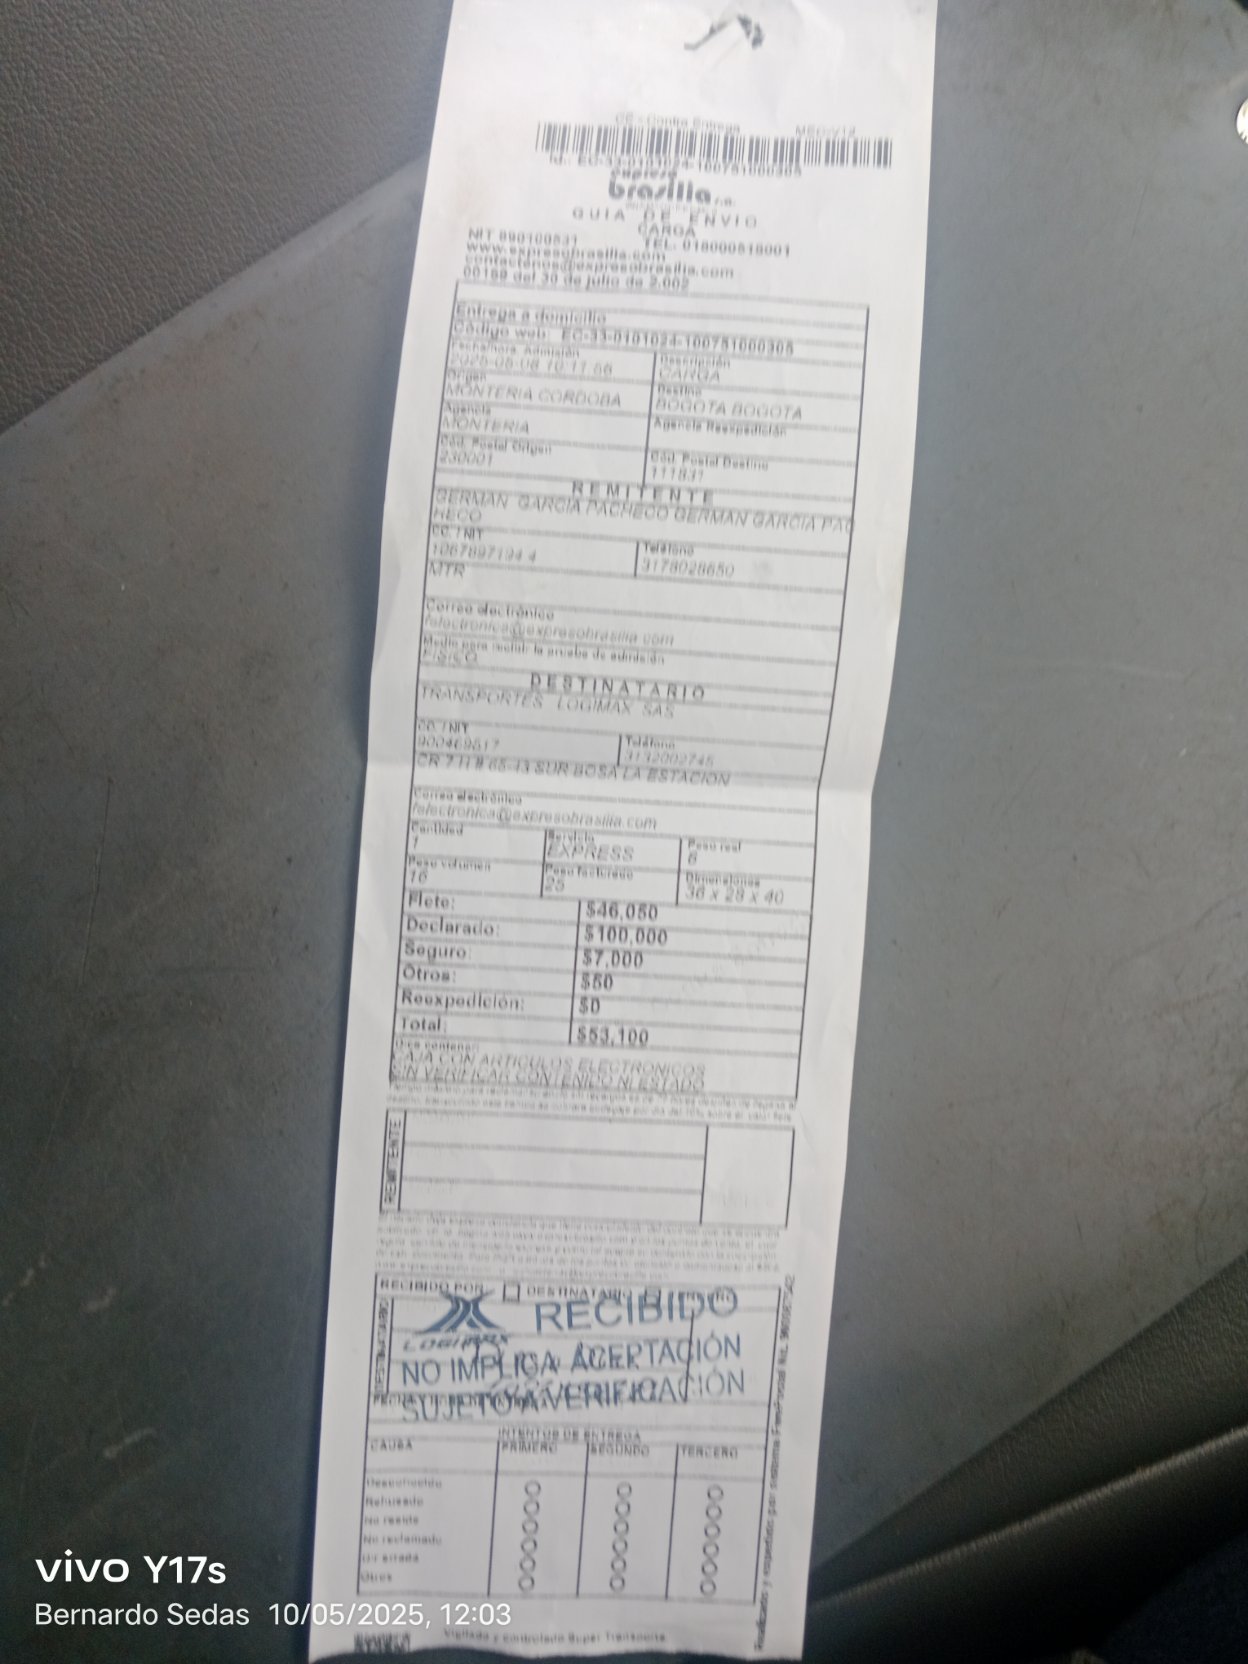 CE - Contra Entrega
Id.: EC-33-0101024-100751000305
expreso
brasilia s.a.
GUIA DE ENVIO
CARGA
NIT 890100531 TEL. 018000518001
www.expresobrasilia.com
contactenos@expresobrasilia.com
00159 del 30 de julio de 2.002
Entrega a domicilio
Código web: EC-33-0101024-100751000305
Fecha/hora Admisión Descripción
2025-05-08 10:11:56 CARGA
Origen Destino
MONTERIA CORDOBA BOGOTA BOGOTA
Agencia Agencia Reexpedición
MONTERIA
Cód. Postal Origen Cód. Postal Destino
230001 111831
REMITENTE
GERMAN GARCIA PACHECO GERMAN GARCIA PAC
HECO
CC. / NIT Teléfono
1067897194 4 3178028650
MTR
Correo electrónico
felectronica@expresobrasilia.com
Medio para recibir la prueba de admisión
FISICO
DESTINATARIO
TRANSPORTES LOGIMAX SAS
CC. / NIT Teléfono
900469517 3132002745
CR 71 # 65-13 SUR BOSA LA ESTACION
Correo electrónico
felectronica@expresobrasilia.com
Cantidad Servicio Peso real
1 EXPRESS 8
Peso volumen Peso facturado Dimensiones
16 25 36 x 28 x 40
Flete: $46,050
Declarado: $100,000
Seguro: $7,000
Otros: $50
Reexpedición: $0
Total: $53,100
Dice contener:
CAJA CON ARTICULOS ELECTRONICOS
SIN VERIFICAR CONTENIDO NI ESTADO
REMITENTE
RECIBIDO POR DESTINATARIO
LOGIMAX RECIBIDO
NO IMPLICA ACEPTACIÓN
SUJETO A VERIFICACIÓN
INTENTOS DE ENTREGA
CAUSA PRIMERO SEGUNDO TERCERO
Desconocido
Rehusado
No reside
No reclamado
Dir errada
Otros
Vigilado y controlado Super Transporte
vivo Y17s
Bernardo Sedas 10/05/2025, 12:03